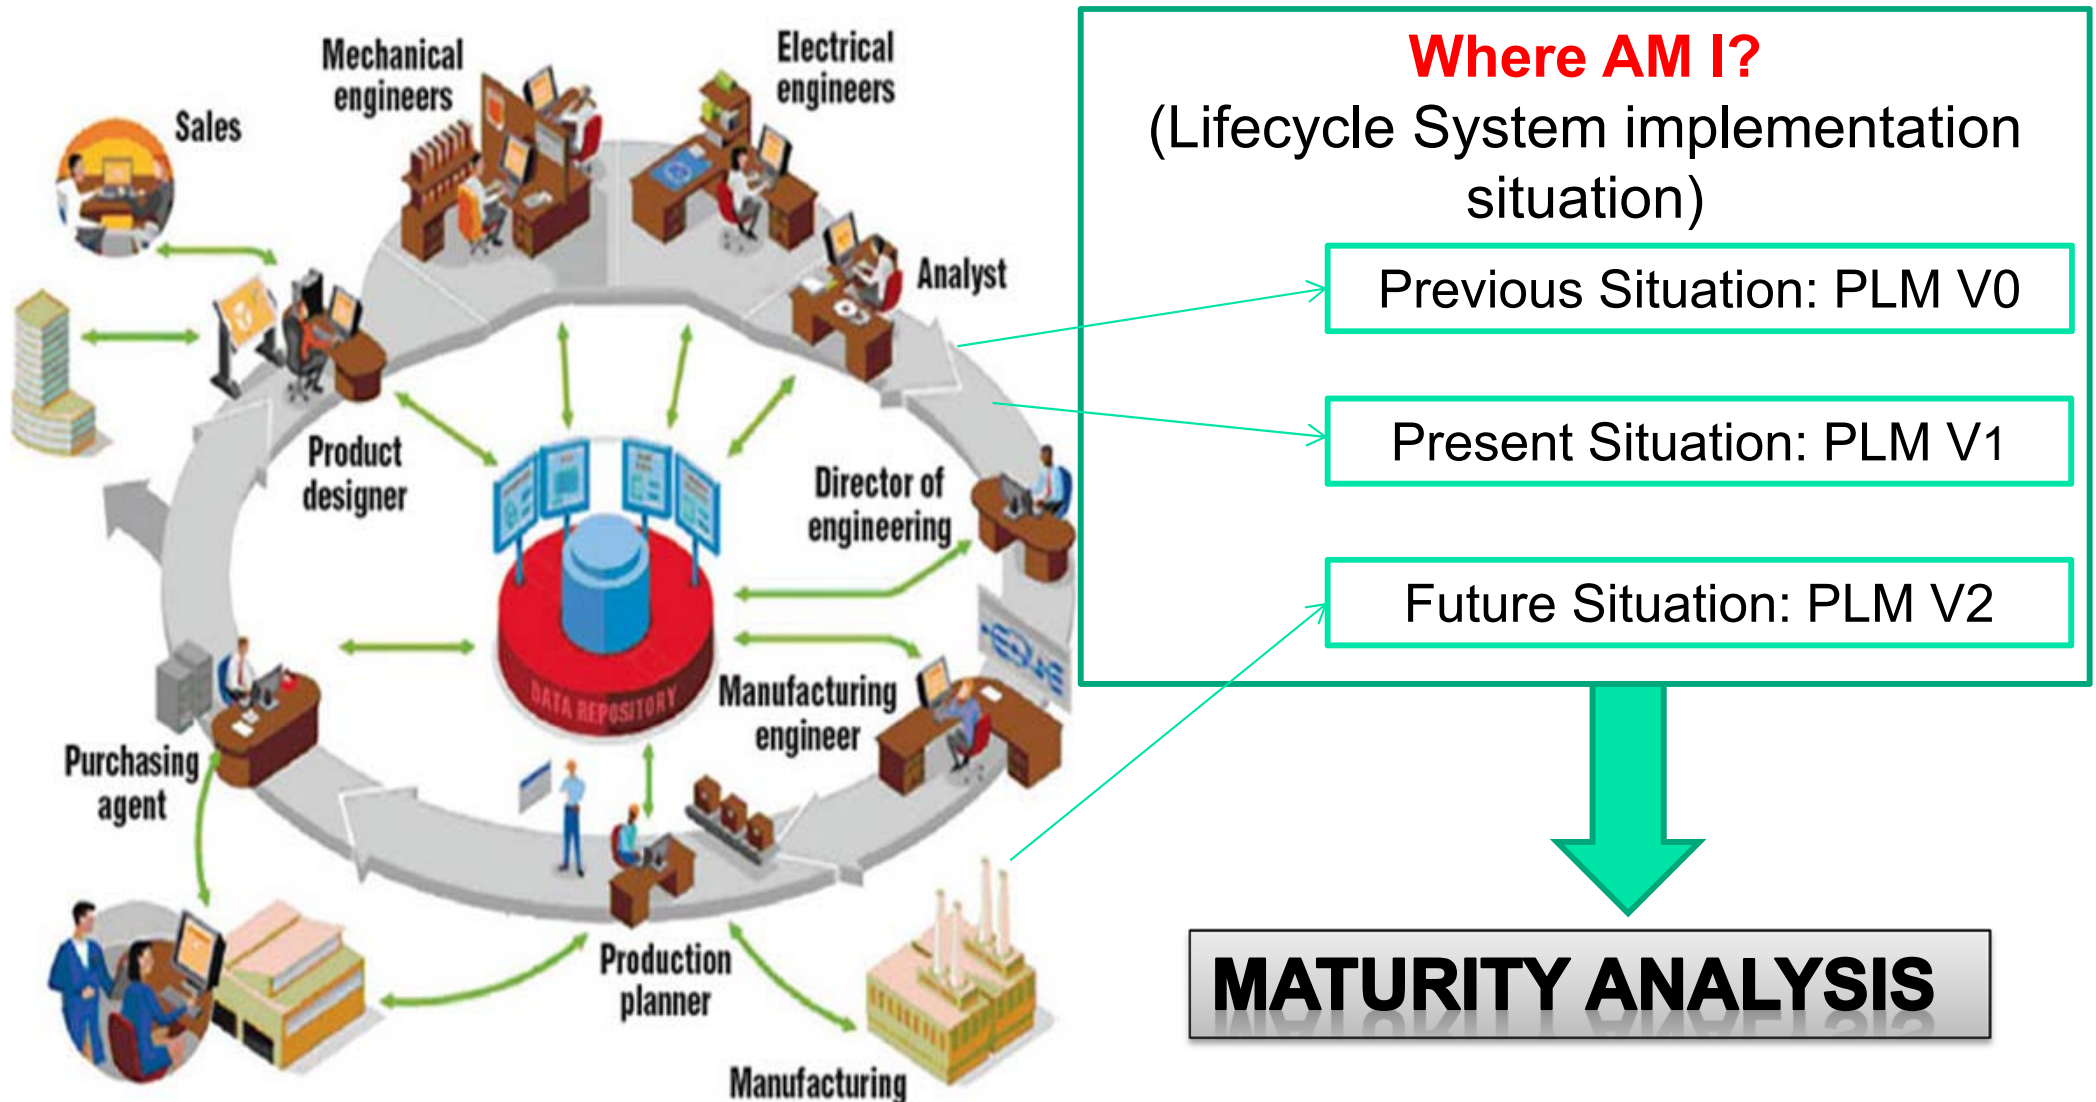 Mechanical
engineers
Electrical
engineers
Sales
Analyst
Product
designer
Director of
engineering
DATA REPOSITORY
Manufacturing
engineer
Purchasing
agent
Production
planner
Manufacturing
Where AM I?
(Lifecycle System implementation
situation)
Previous Situation: PLM V0
Present Situation: PLM V1
Future Situation: PLM V2
MATURITY ANALYSIS